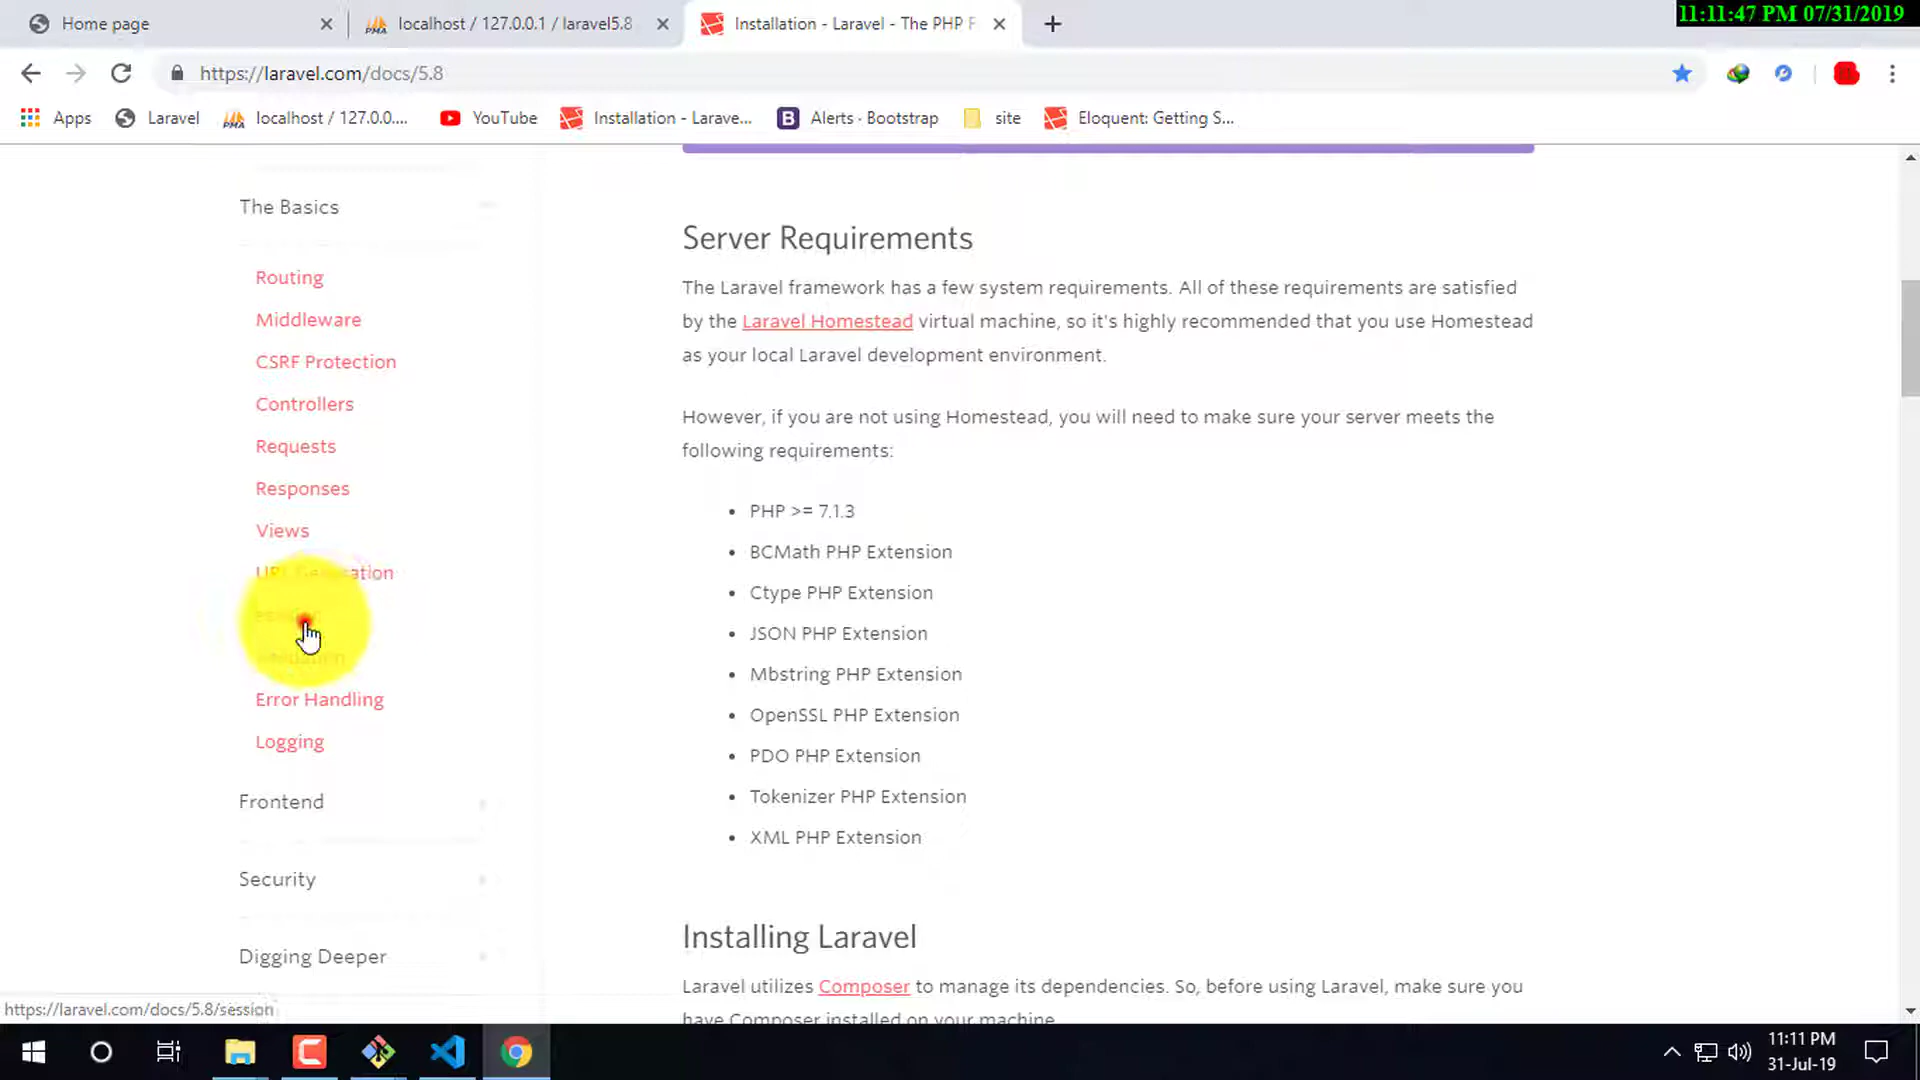 Home page
localhost / 127.0.0.1 / laravel5.8
Installation - Laravel - The PHP F
11:11:47 PM 07/31/2019
https://laravel.com/docs/5.8
Apps
Laravel
localhost / 127.0.0....
YouTube
Installation - Larave...
Alerts · Bootstrap
site
Eloquent: Getting S...
The Basics
Routing
Middleware
CSRF Protection
Controllers
Requests
Responses
Views
URL Generation
Error Handling
Logging
Frontend
Security
Digging Deeper
Server Requirements
The Laravel framework has a few system requirements. All of these requirements are satisfied
by the Laravel Homestead virtual machine, so it's highly recommended that you use Homestead
as your local Laravel development environment.
However, if you are not using Homestead, you will need to make sure your server meets the
following requirements:
• PHP >= 7.1.3
• BCMath PHP Extension
• Ctype PHP Extension
• JSON PHP Extension
• Mbstring PHP Extension
• OpenSSL PHP Extension
• PDO PHP Extension
• Tokenizer PHP Extension
• XML PHP Extension
Installing Laravel
Laravel utilizes Composer to manage its dependencies. So, before using Laravel, make sure you
have Composer installed on your machine
https://laravel.com/docs/5.8/session
11:11 PM
31-Jul-19